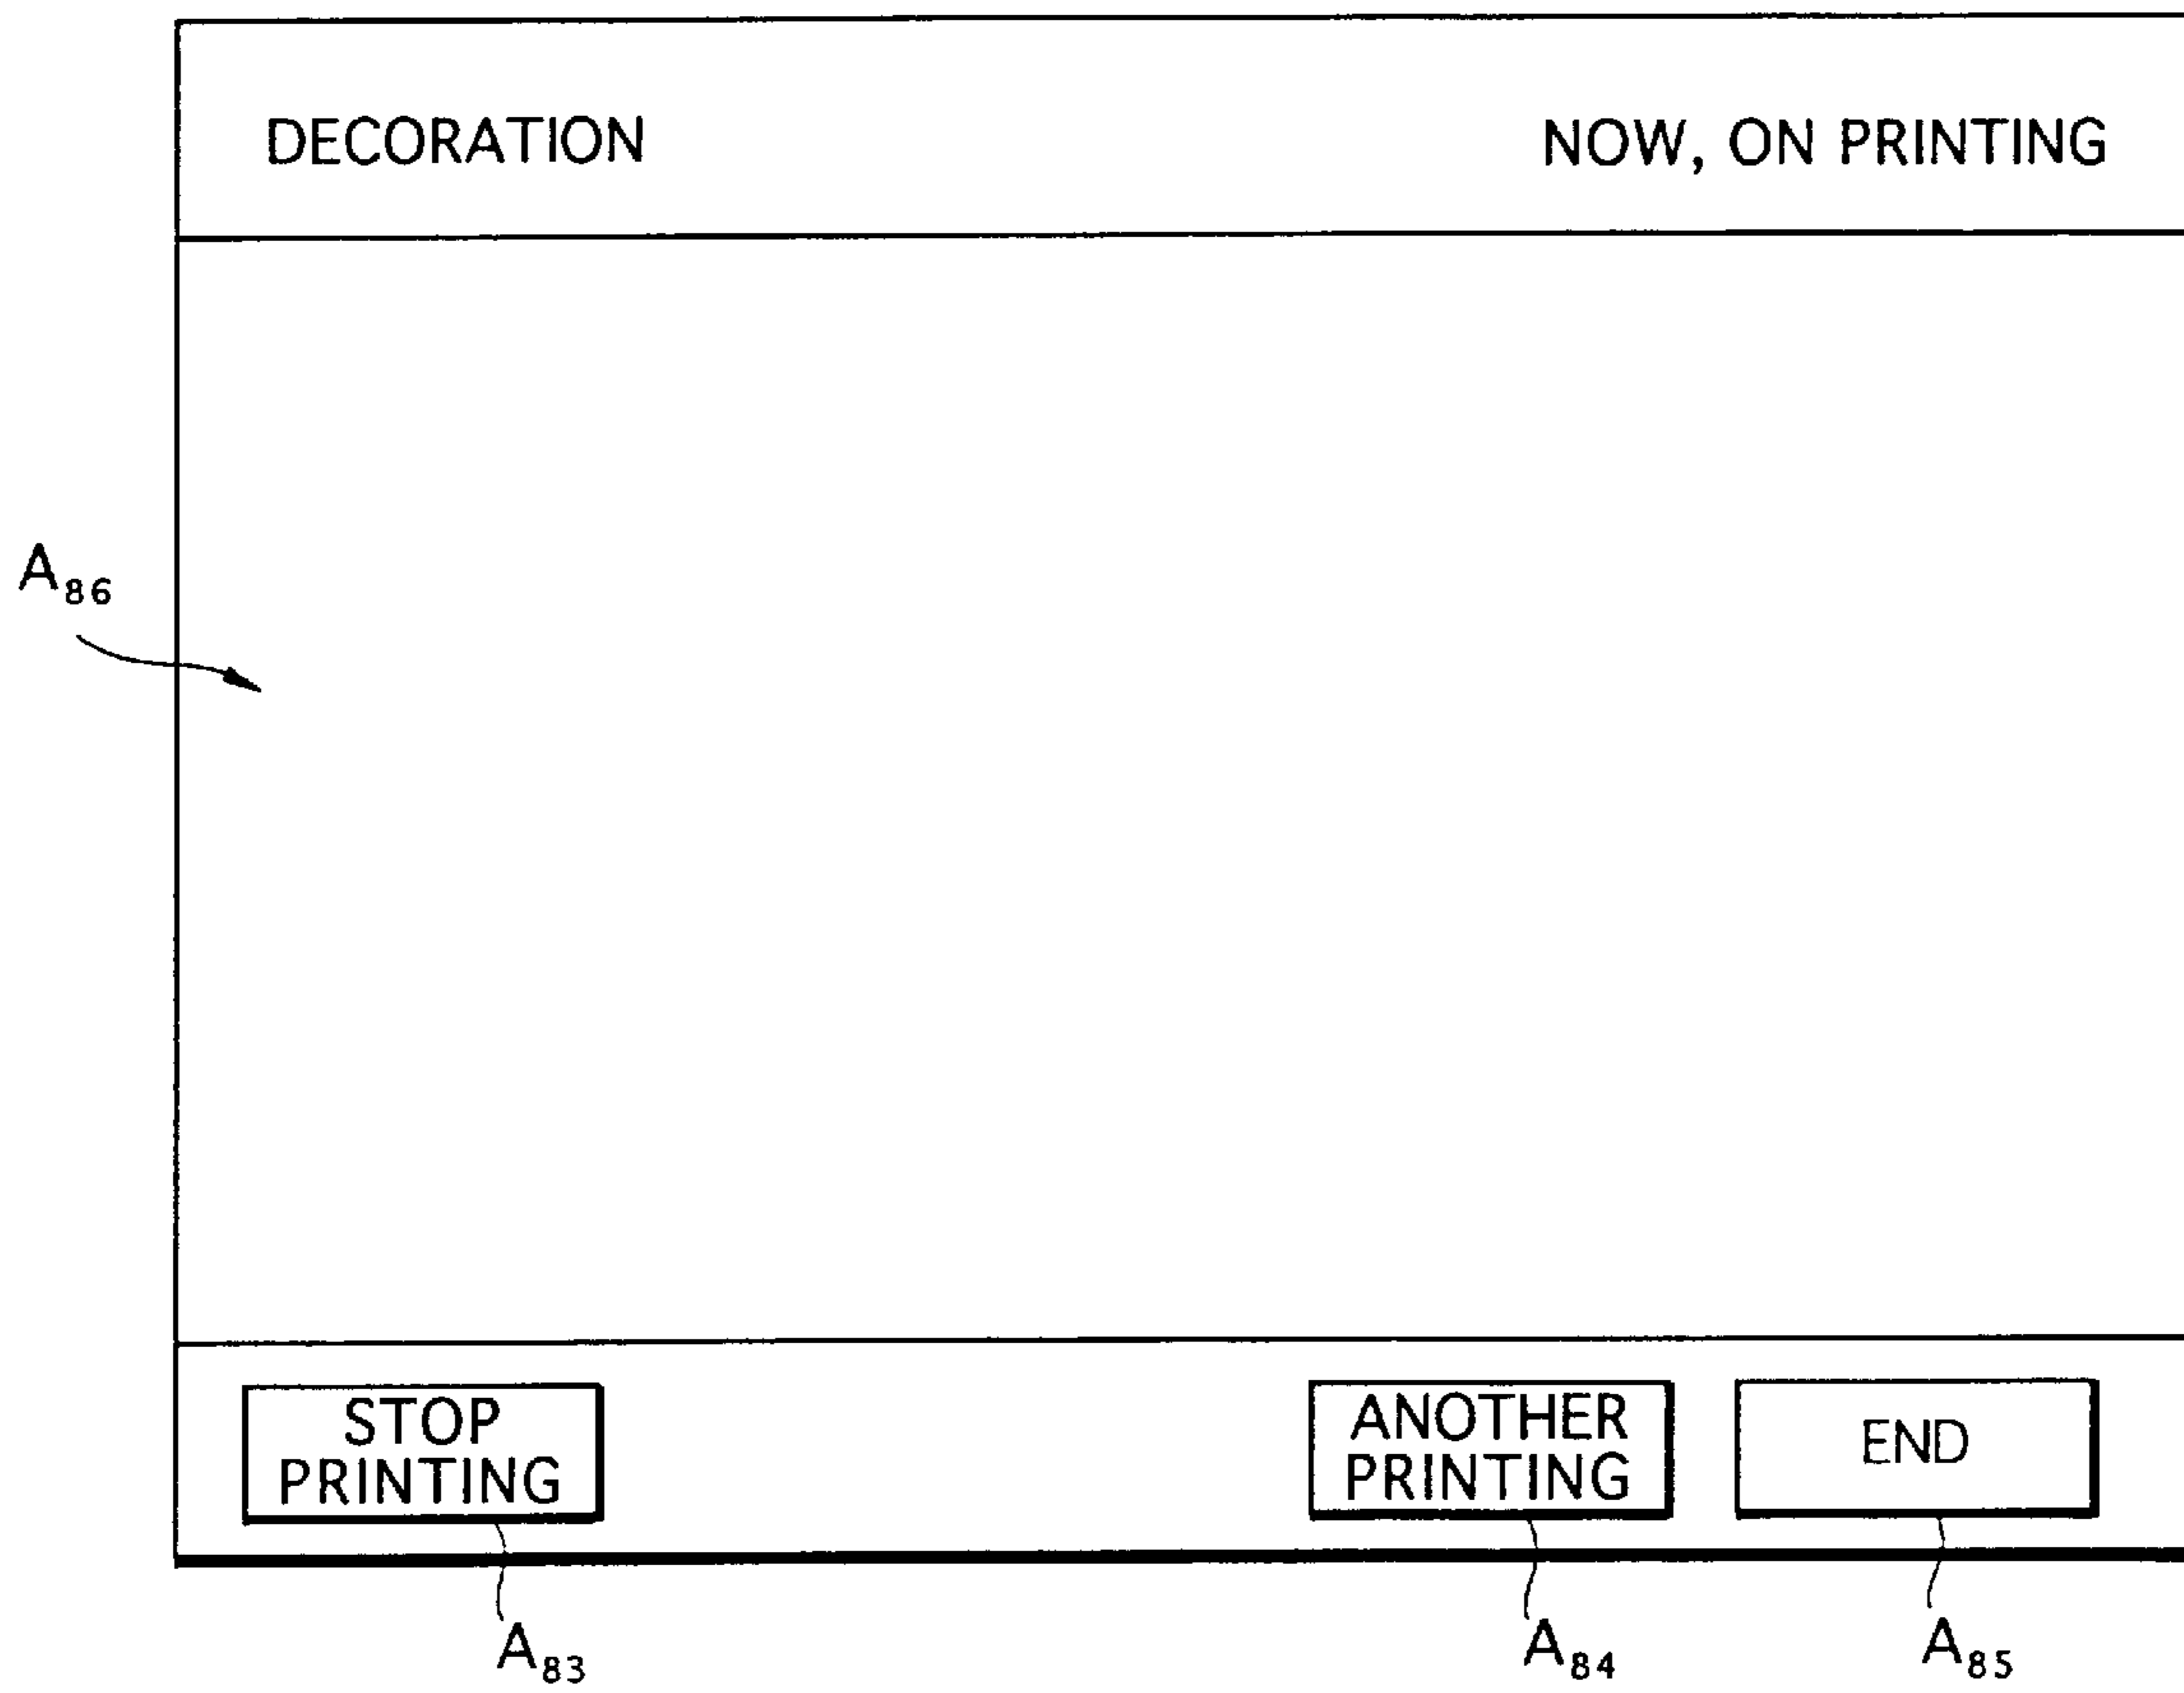 DECORATION NOW, ON PRINTING
A86
STOP
PRINTING
ANOTHER
PRINTING
END
A83 A84 A85